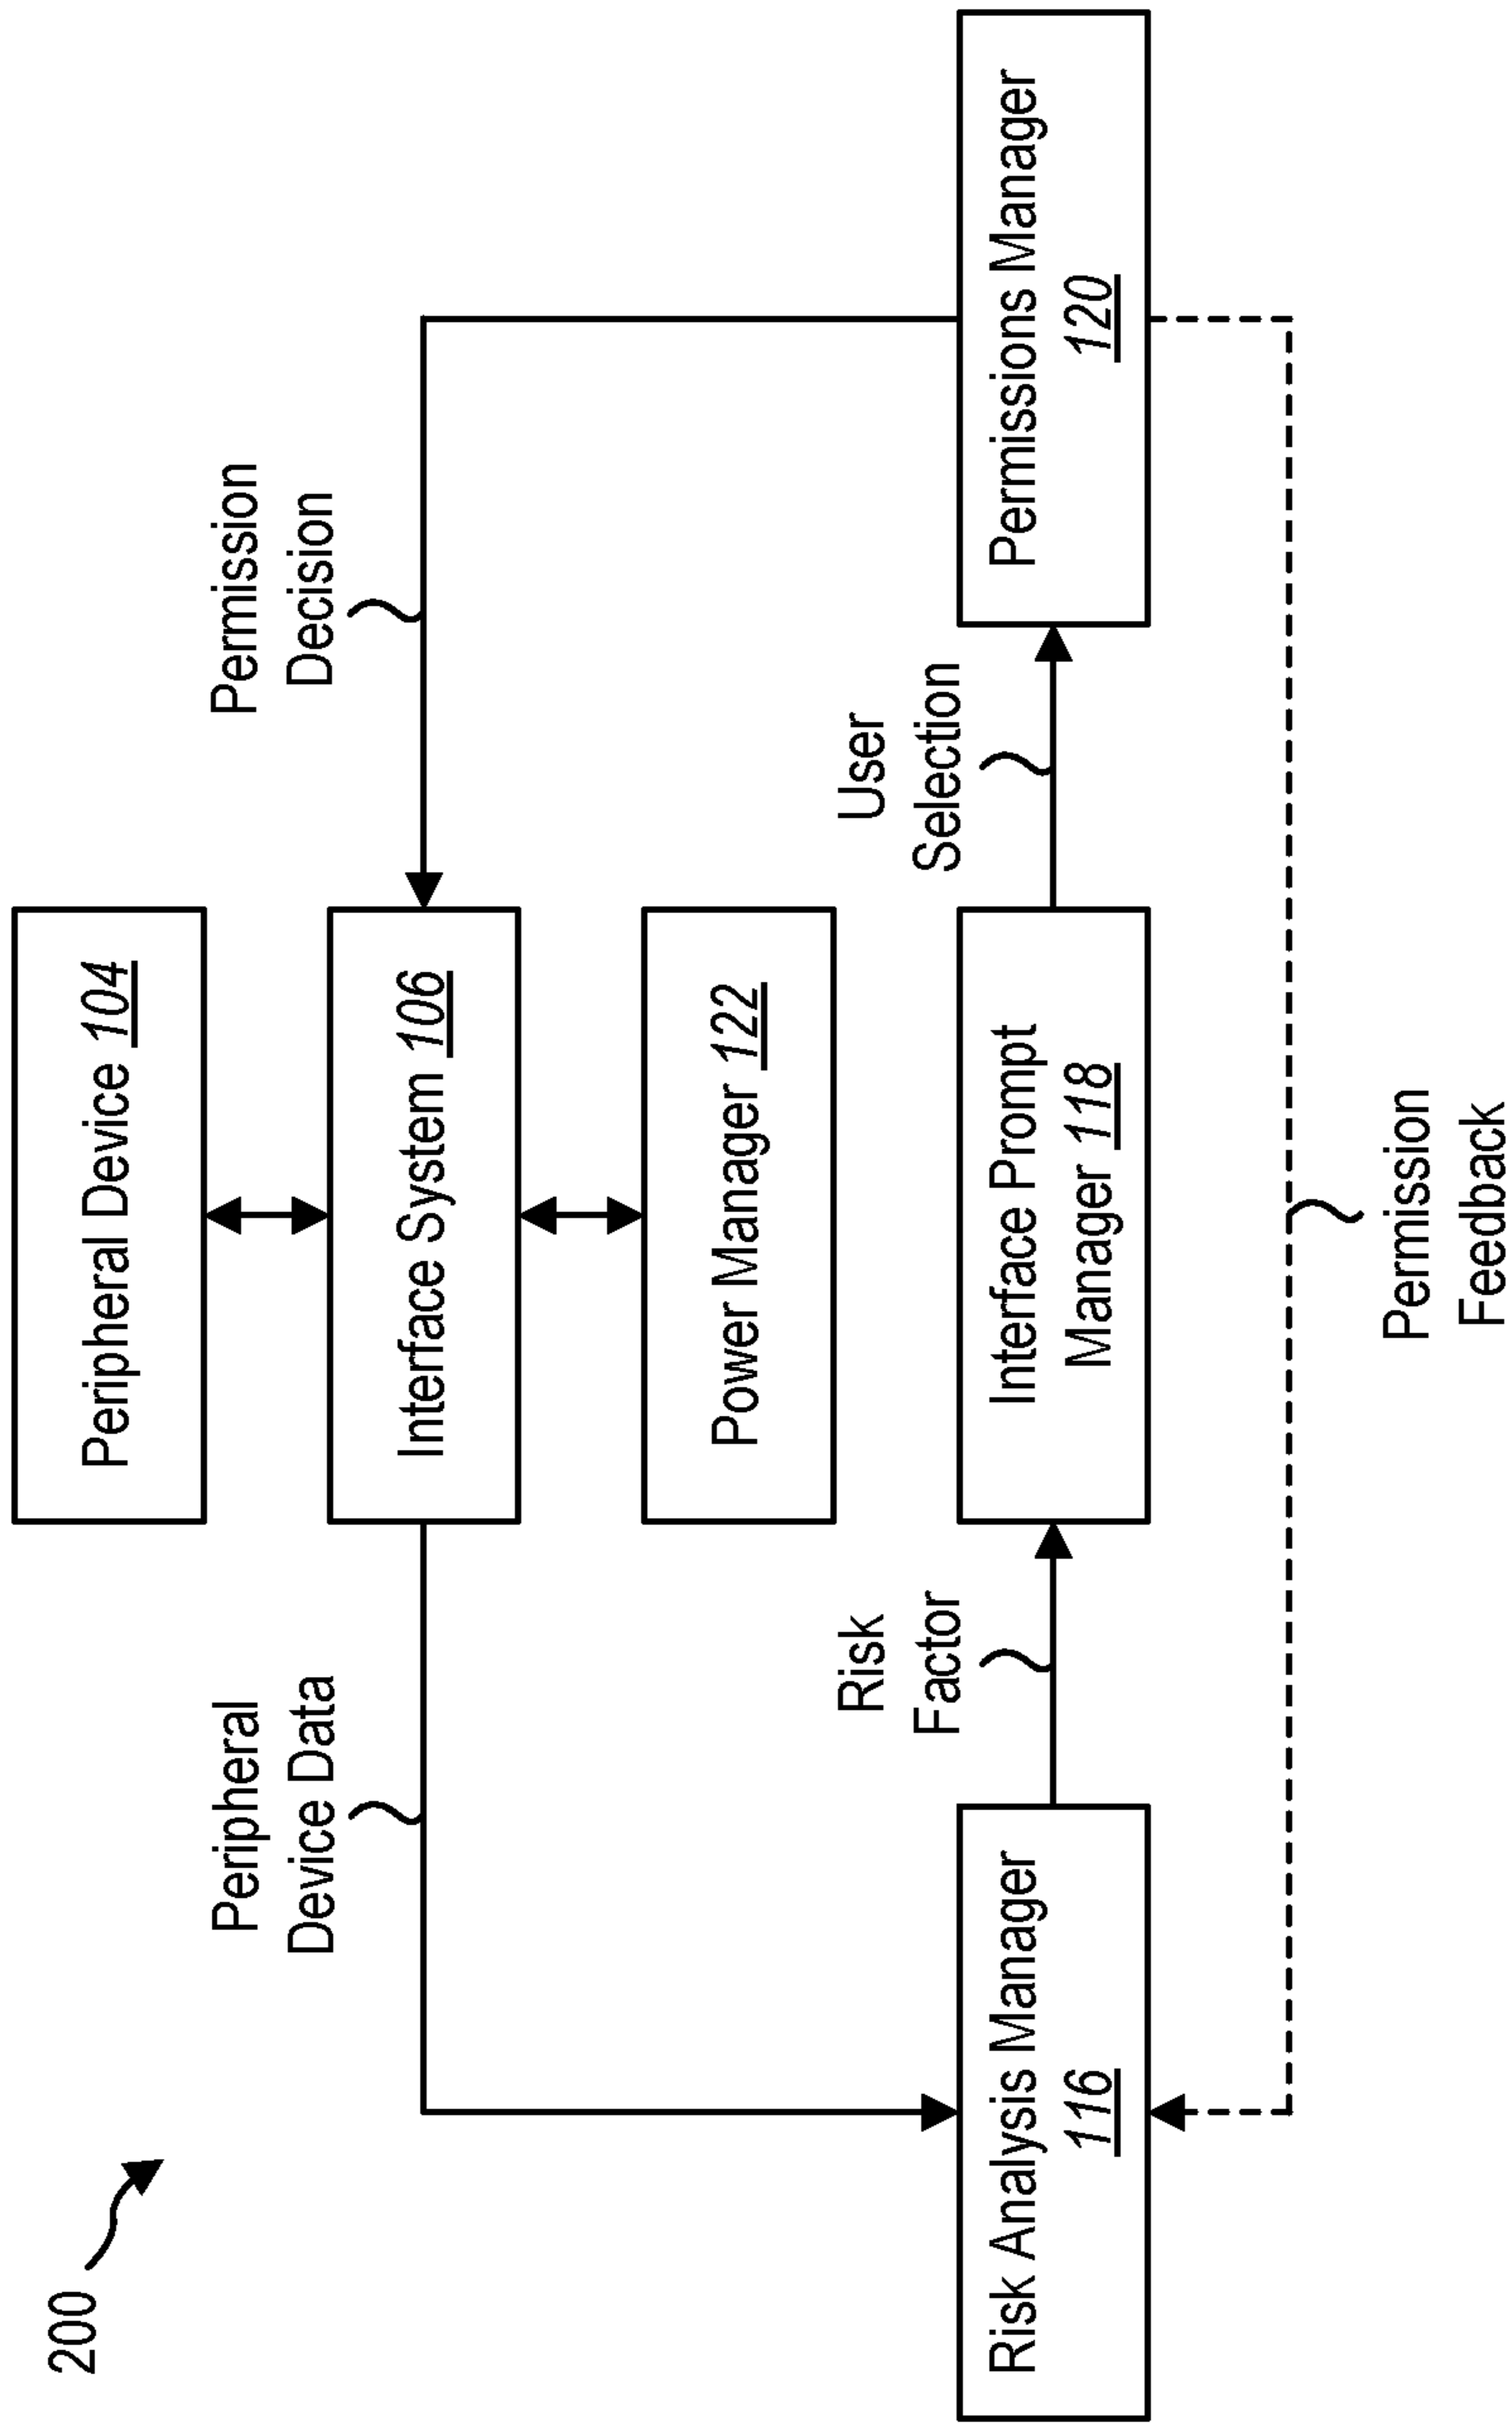 200
Peripheral Device 104
Peripheral
Device Data
Permission
Decision
Interface System 106
Power Manager 122
Risk
Factor
User
Selection
Risk Analysis Manager
116
Interface Prompt
Manager 118
Permissions Manager
120
Permission
Feedback